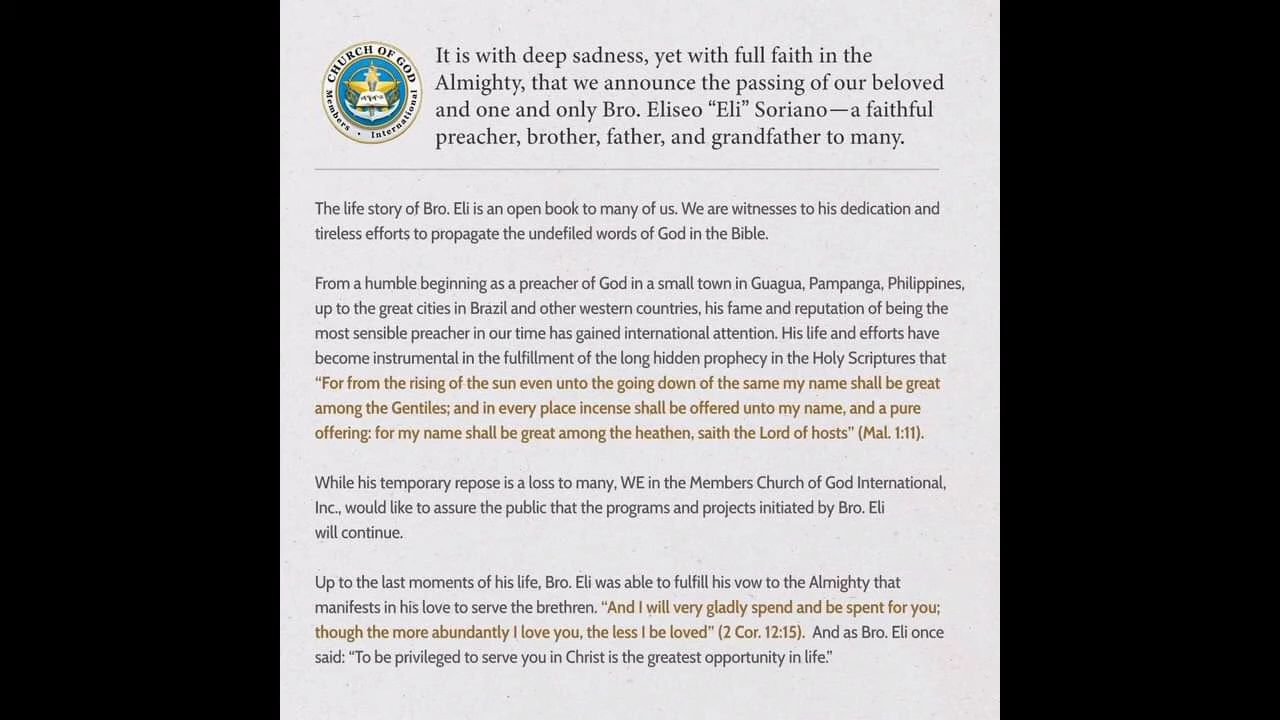 CHURCH OF GOD
Members • International
It is with deep sadness, yet with full faith in the
Almighty, that we announce the passing of our beloved
and one and only Bro. Eliseo “Eli” Soriano—a faithful
preacher, brother, father, and grandfather to many.
The life story of Bro. Eli is an open book to many of us. We are witnesses to his dedication and
tireless efforts to propagate the undefiled words of God in the Bible.
From a humble beginning as a preacher of God in a small town in Guagua, Pampanga, Philippines,
up to the great cities in Brazil and other western countries, his fame and reputation of being the
most sensible preacher in our time has gained international attention. His life and efforts have
become instrumental in the fulfillment of the long hidden prophecy in the Holy Scriptures that
“For from the rising of the sun even unto the going down of the same my name shall be great
among the Gentiles; and in every place incense shall be offered unto my name, and a pure
offering: for my name shall be great among the heathen, saith the Lord of hosts” (Mal. 1:11).
While his temporary repose is a loss to many, WE in the Members Church of God International,
Inc., would like to assure the public that the programs and projects initiated by Bro. Eli
will continue.
Up to the last moments of his life, Bro. Eli was able to fulfill his vow to the Almighty that
manifests in his love to serve the brethren. “And I will very gladly spend and be spent for you;
though the more abundantly I love you, the less I be loved” (2 Cor. 12:15). And as Bro. Eli once
said: “To be privileged to serve you in Christ is the greatest opportunity in life.”